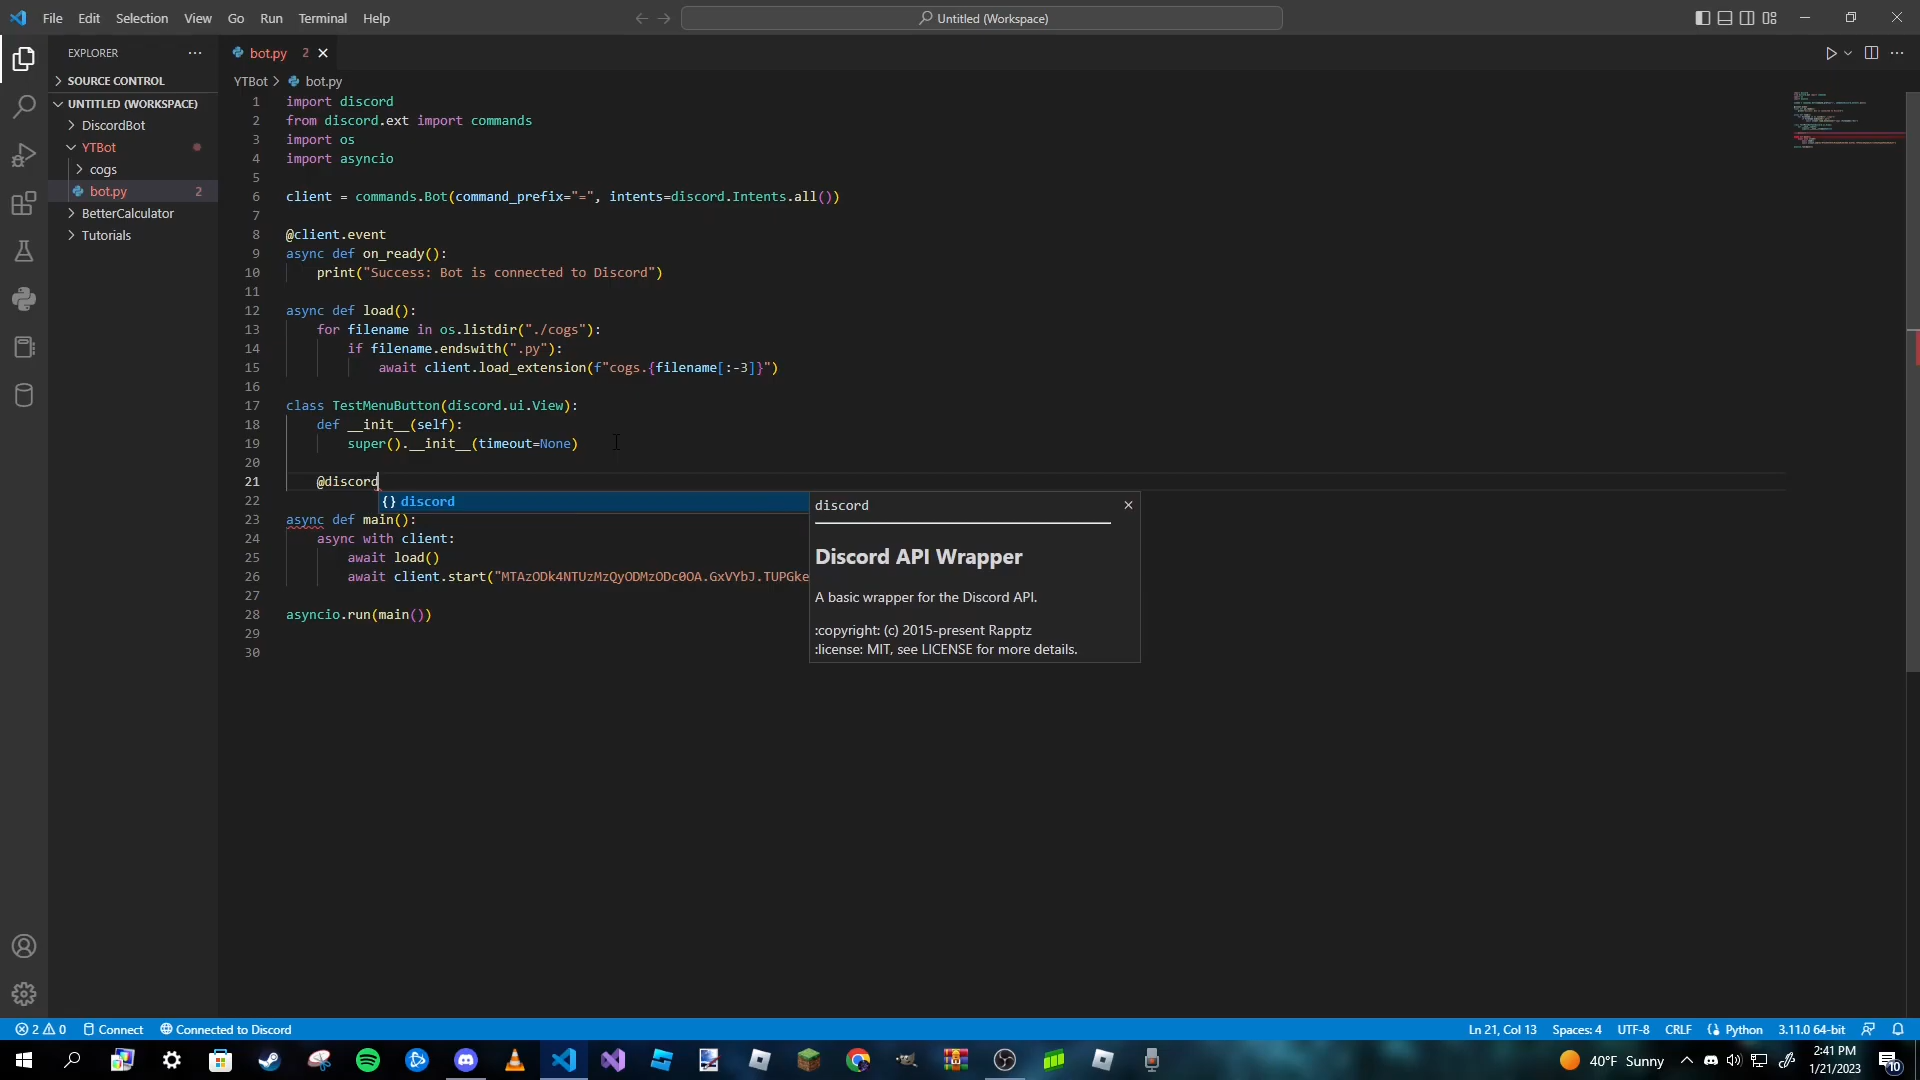 File Edit Selection View Go Run Terminal Help
Untitled (Workspace)
EXPLORER
SOURCE CONTROL
UNTITLED (WORKSPACE)
DiscordBot
YTBot
cogs
bot.py 2
BetterCalculator
Tutorials
bot.py 2
YTBot > bot.py
1 import discord
2 from discord.ext import commands
3 import os
4 import asyncio
5
6 client = commands.Bot(command_prefix="=", intents=discord.Intents.all())
7
8 @client.event
9 async def on_ready():
10 print("Success: Bot is connected to Discord")
11
12 async def load():
13 for filename in os.listdir("./cogs"):
14 if filename.endswith(".py"):
15 await client.load_extension(f"cogs.{filename[:-3]}")
16
17 class TestMenuButton(discord.ui.View):
18 def __init__(self):
19 super().__init__(timeout=None)
20
21 @discord
22
{} discord
discord
Discord API Wrapper
A basic wrapper for the Discord API.
:copyright: (c) 2015-present Rapptz
:license: MIT, see LICENSE for more details.
23 async def main():
24 async with client:
25 await load()
26 await client.start("MTAzODk4NTUzMzQyODMzODc0OA.GxVYbJ.TUPGke
27
28 asyncio.run(main())
29
30
2 0 Connect Connected to Discord
Ln 21, Col 13 Spaces: 4 UTF-8 CRLF Python 3.11.0 64-bit
40°F Sunny
2:41 PM
1/21/2023
10